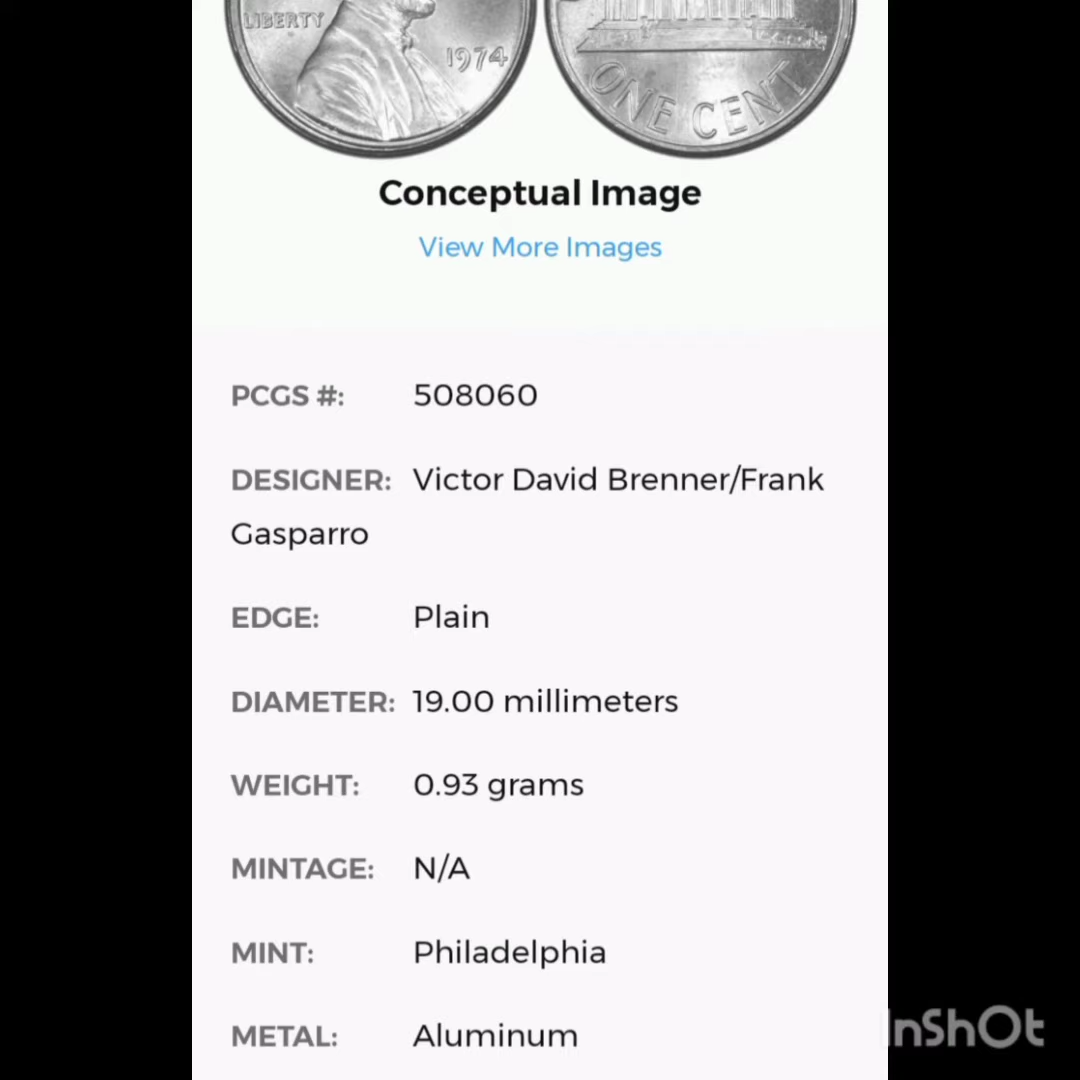 LIBERTY
1974
ONE CENT
Conceptual Image
View More Images
PCGS #: 508060
DESIGNER: Victor David Brenner/Frank
Gasparro
EDGE: Plain
DIAMETER: 19.00 millimeters
WEIGHT: 0.93 grams
MINTAGE: N/A
MINT: Philadelphia
METAL: Aluminum
InShOt